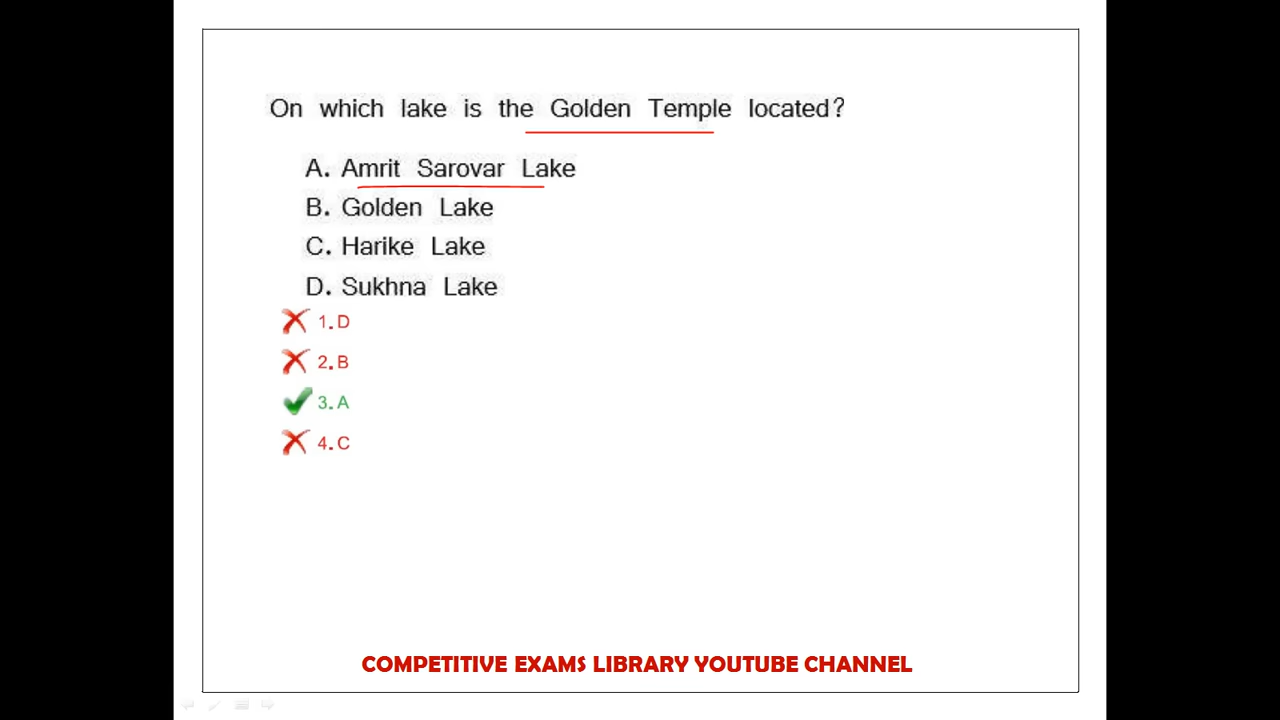 On which lake is the Golden Temple located?
A. Amrit Sarovar Lake
B. Golden Lake
C. Harike Lake
D. Sukhna Lake
1. D
2. B
3. A
4. C
COMPETITIVE EXAMS LIBRARY YOUTUBE CHANNEL